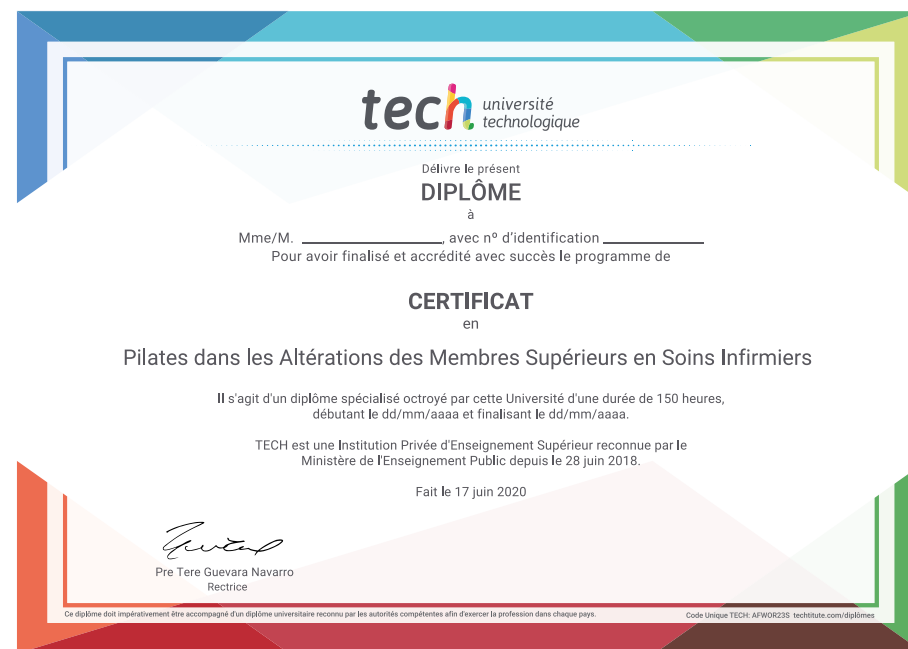 tech université
technologique
Délivre le présent
DIPLÔME
à
Mme/M. ____________________, avec nº d'identification ______________
Pour avoir finalisé et accrédité avec succès le programme de
CERTIFICAT
en
Pilates dans les Altérations des Membres Supérieurs en Soins Infirmiers
Il s'agit d'un diplôme spécialisé octroyé par cette Université d'une durée de 150 heures,
débutant le dd/mm/aaaa et finalisant le dd/mm/aaaa.
TECH est une Institution Privée d'Enseignement Supérieur reconnue par le
Ministère de l'Enseignement Public depuis le 28 juin 2018.
Fait le 17 juin 2020
Pre Tere Guevara Navarro
Rectrice
Ce diplôme doit impérativement être accompagné d'un diplôme universitaire reconnu par les autorités compétentes afin d'exercer la profession dans chaque pays.
Code Unique TECH: AFWOR23S techtitute.com/diplômes